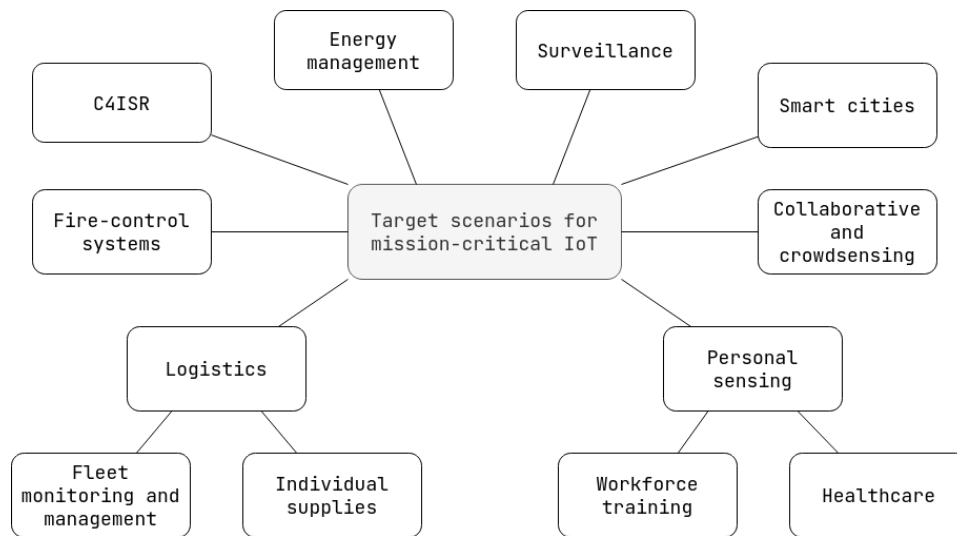 Energy
management
Surveillance
C4ISR
Smart cities
Fire-control
systems
Target scenarios for
mission-critical IoT
Collaborative
and
crowdsensing
Logistics
Personal
sensing
Fleet
monitoring and
management
Individual
supplies
Workforce
training
Healthcare